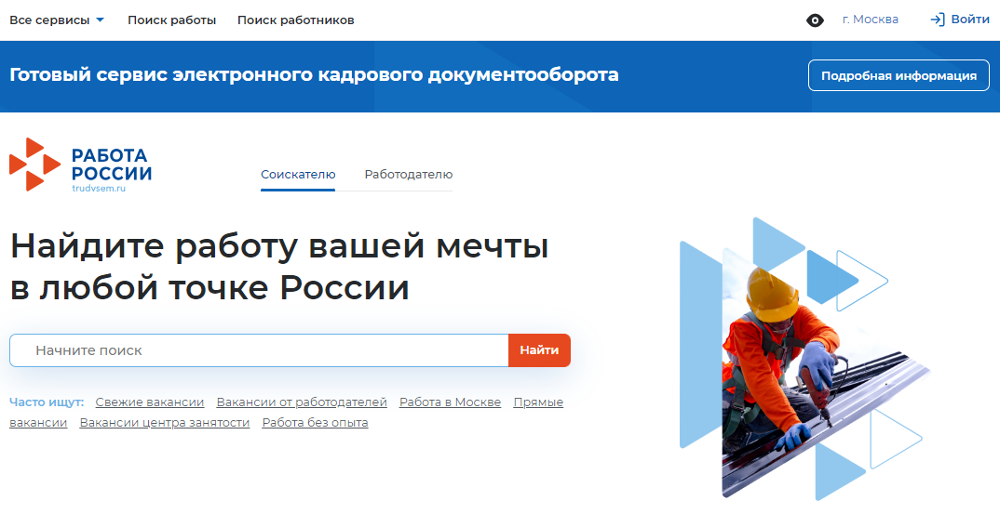 Все сервисы Поиск работы Поиск работников г. Москва Войти
Готовый сервис электронного кадрового документооборота Подробная информация
РАБОТА
РОССИИ
trudvsem.ru
Соискателю Работодателю
Найдите работу вашей мечты
в любой точке России
Начните поиск Найти
Часто ищут: Свежие вакансии Вакансии от работодателей Работа в Москве Прямые
вакансии Вакансии центра занятости Работа без опыта